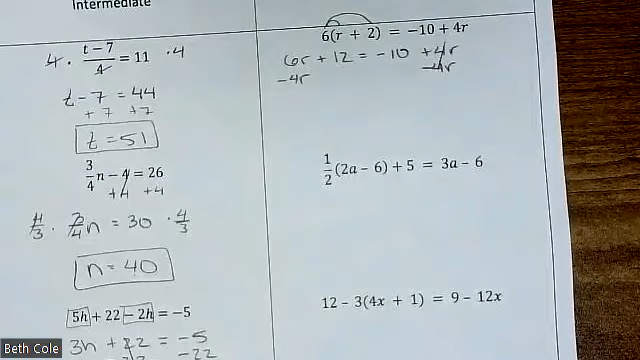 Intermediate
4 · (t − 7)/4 = 11 · 4
t − 7 = 44
+7 +7
t = 51
3/4 n − 4 = 26
+4 +4
4/3 · 3/4 n = 30 · 4/3
n = 40
5h + 22 − 2h = −5
3h + 22 = −5
−22
6(r + 2) = −10 + 4r
6r + 12 = −10 + 4r
−4r −4r
1/2 (2a − 6) + 5 = 3a − 6
12 − 3(4x + 1) = 9 − 12x
Beth Cole